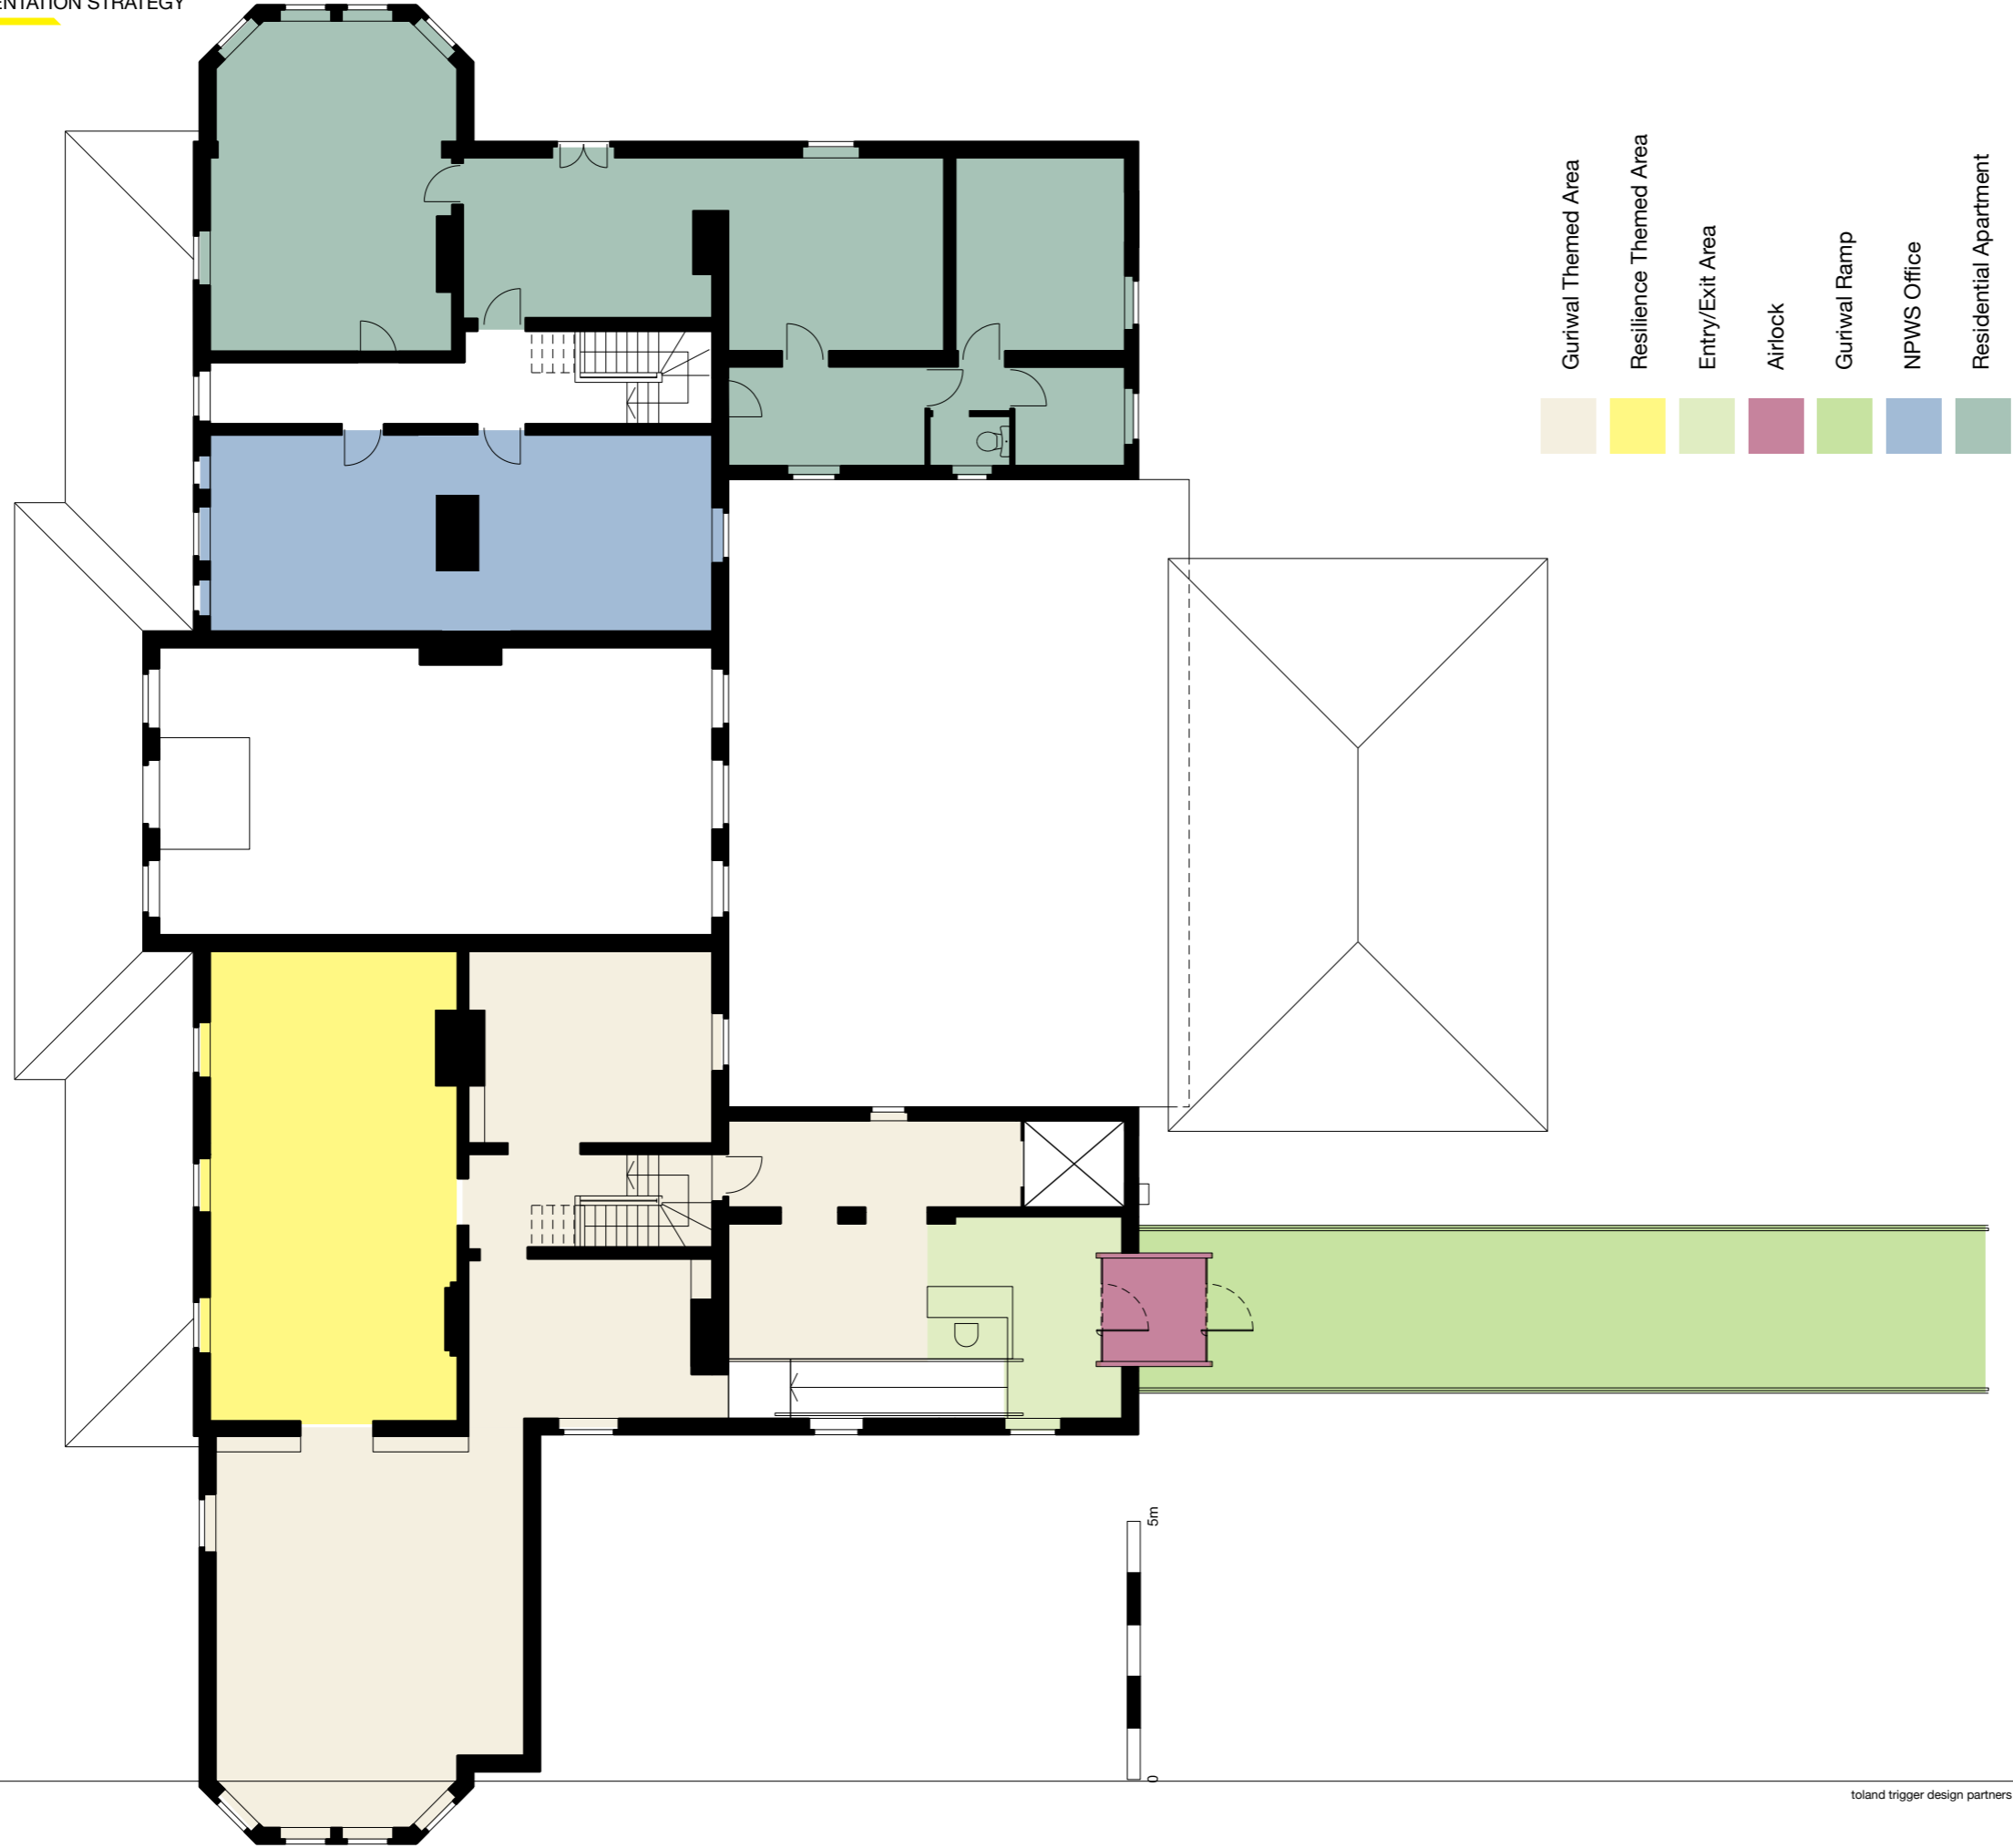 ENTATION STRATEGY
Guriwal Themed Area
Resilience Themed Area
Entry/Exit Area
Airlock
Guriwal Ramp
NPWS Office
Residential Apartment
5m
0
toland trigger design partners